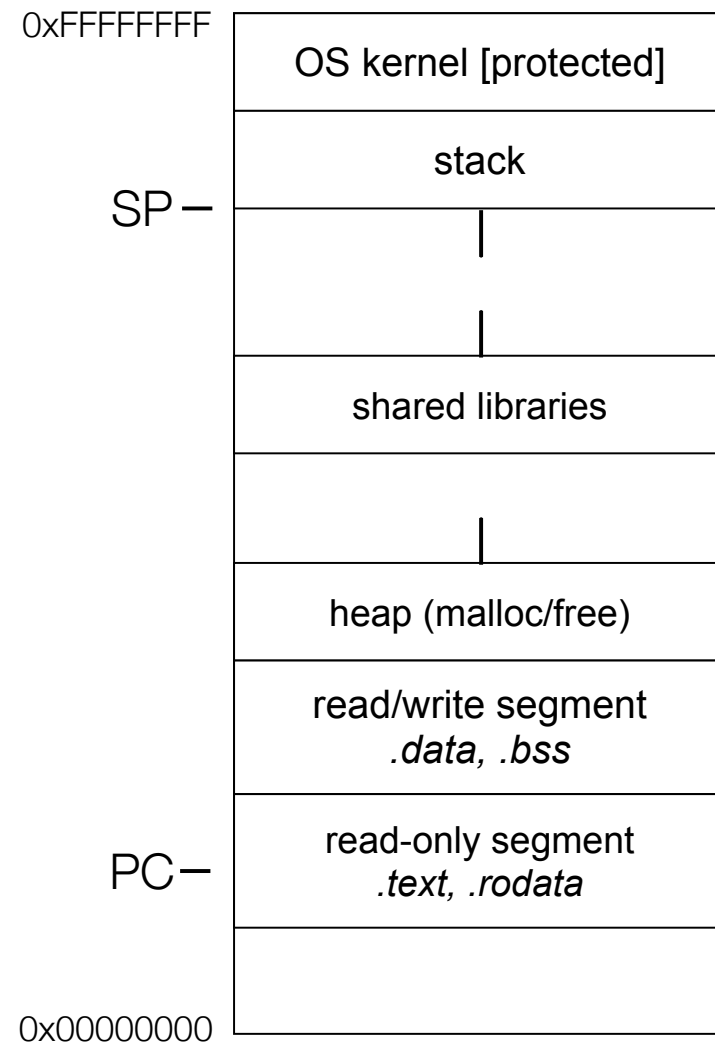 0xFFFFFFFF
OS kernel [protected]
stack
SP
shared libraries
heap (malloc/free)
read/write segment
.data, .bss
read-only segment
.text, .rodata
PC
0x00000000